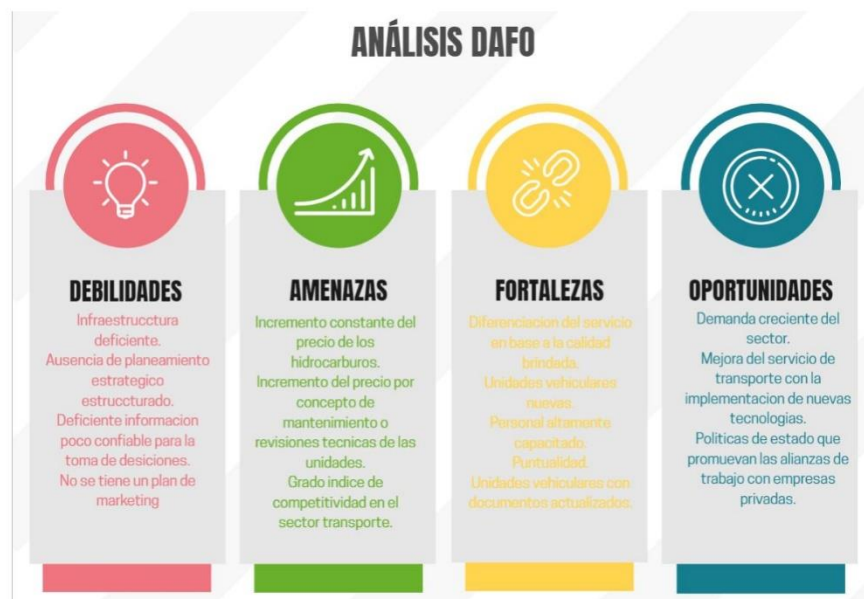 ANÁLISIS DAFO
DEBILIDADES
Infraestrucctura
deficiente.
Ausencia de planeamiento
estrategico
estruccturado.
Deficiente informacion
poco confiable para la
toma de desiciones.
No se tiene un plan de
marketing
AMENAZAS
Incremento constante del
precio de los
hidrocarburos.
Incremento del precio por
concepto de
mantenimiento o
revisiones tecnicas de las
unidades.
Grado indice de
competitividad en el
sector transporte.
FORTALEZAS
Diferenciacion del servicio
en base a la calidad
brindada.
Unidades vehiculares
nuevas.
Personal altamente
capacitado.
Puntualidad.
Unidades vehiculares con
documentos actualizados.
OPORTUNIDADES
Demanda creciente del
sector.
Mejora del servicio de
transporte con la
implementacion de nuevas
tecnologias.
Politicas de estado que
promuevan las alianzas de
trabajo con empresas
privadas.